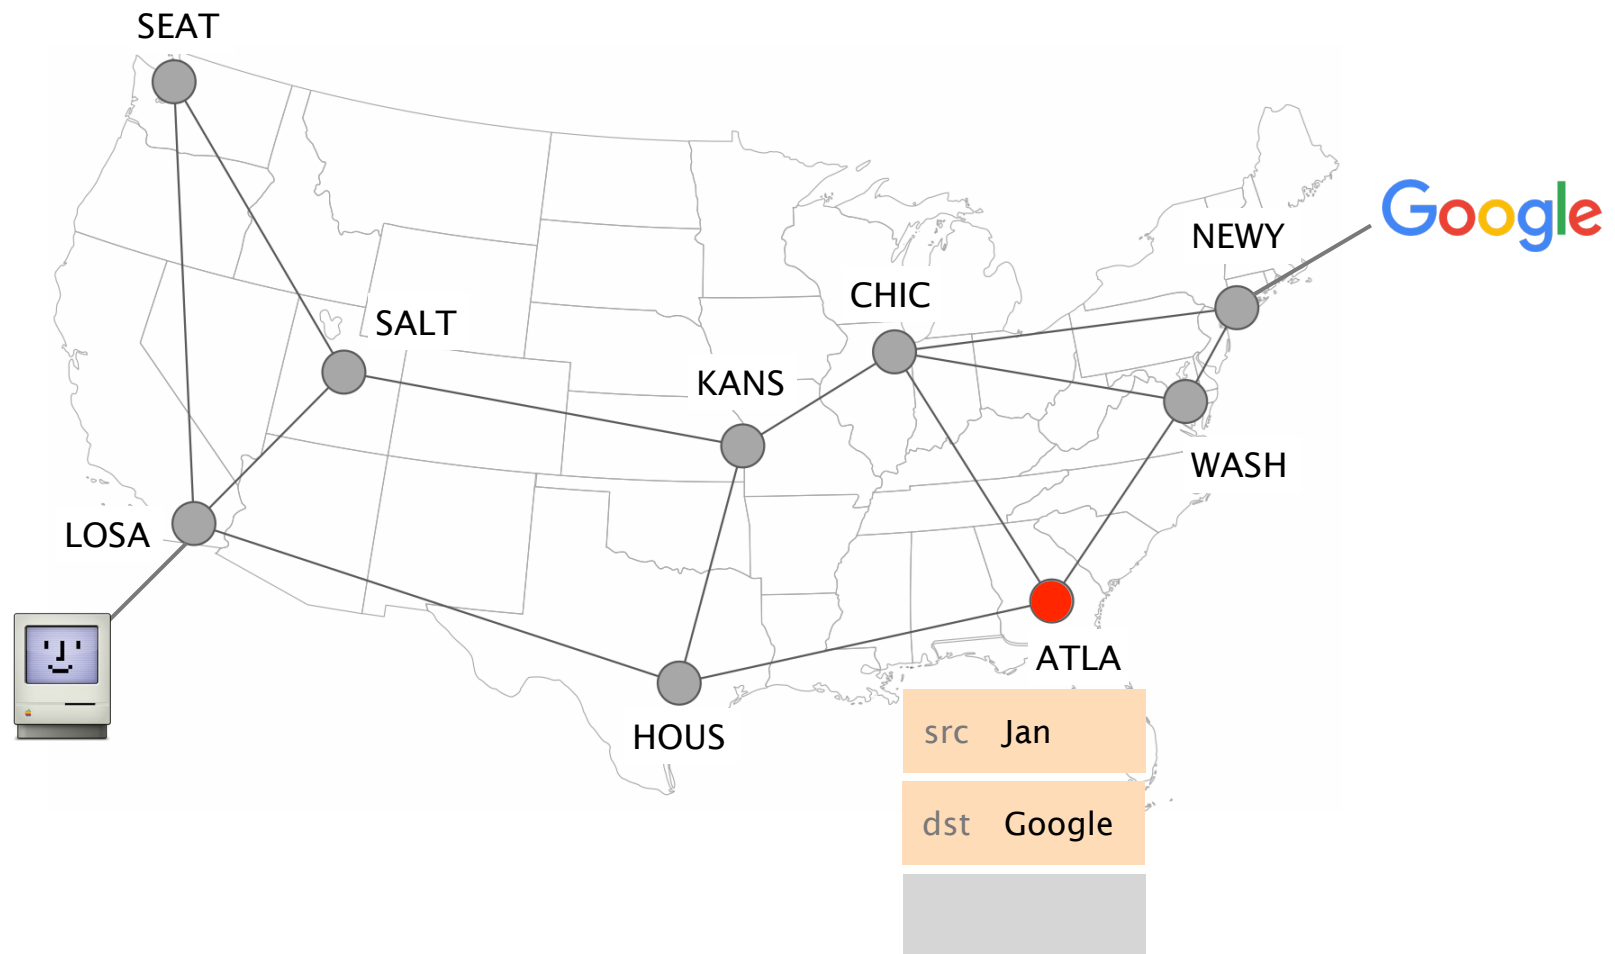 SEAT
Google
NEWY
CHIC
SALT
KANS
WASH
LOSA
ATLA
HOUS
src Jan
dst Google